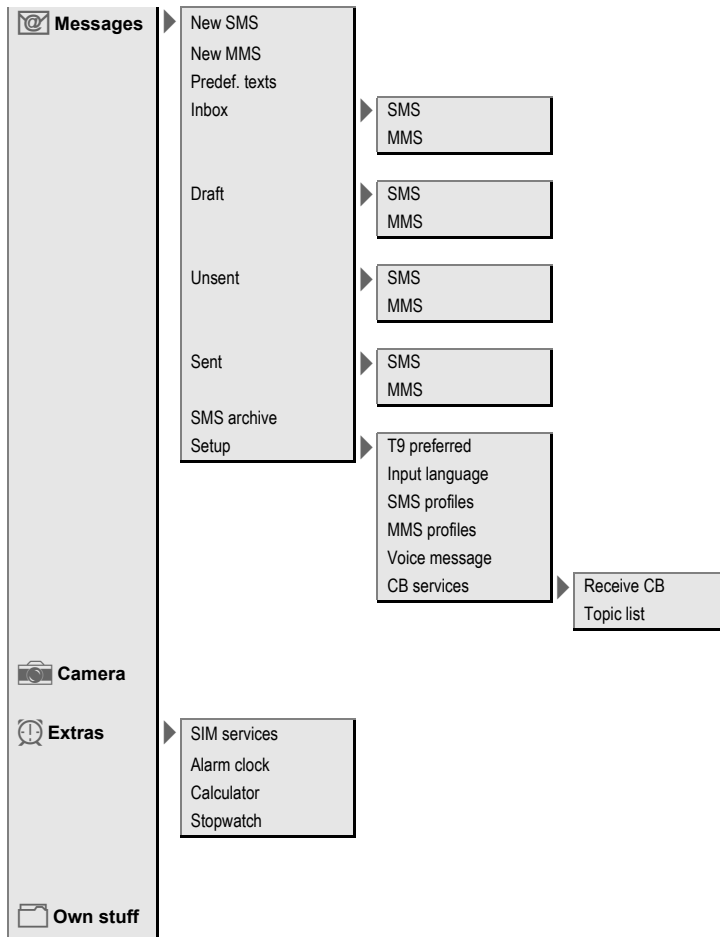 Messages
New SMS
New MMS
Predef. texts
Inbox
SMS
MMS
Draft
SMS
MMS
Unsent
SMS
MMS
Sent
SMS
MMS
SMS archive
Setup
T9 preferred
Input language
SMS profiles
MMS profiles
Voice message
CB services
Receive CB
Topic list
Camera
Extras
SIM services
Alarm clock
Calculator
Stopwatch
Own stuff